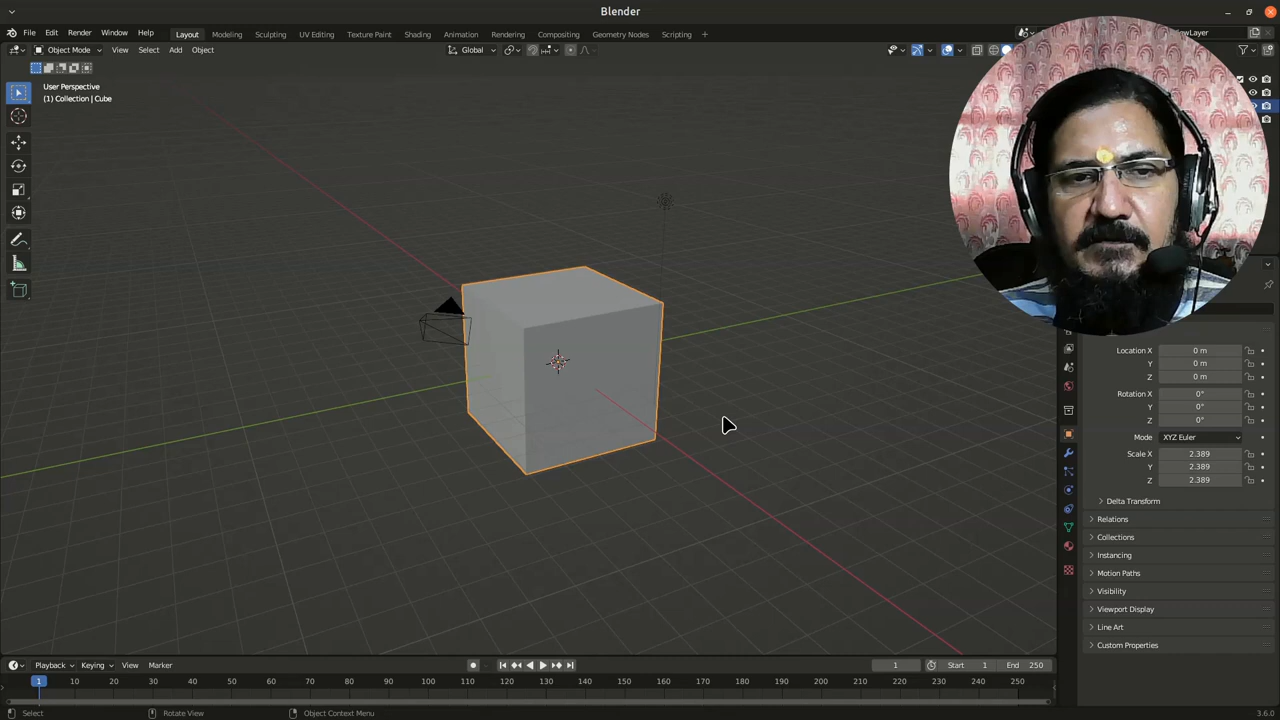 Blender
File Edit Render Window Help Layout Modeling Sculpting UV Editing Texture Paint Shading Animation Rendering Compositing Geometry Nodes Scripting + ViewLayer
Object Mode View Select Add Object Global
User Perspective
(1) Collection | Cube
Location X 0 m
Y 0 m
Z 0 m
Rotation X 0°
Y 0°
Z 0°
Mode XYZ Euler
Scale X 2.389
Y 2.389
Z 2.389
Delta Transform
Relations
Collections
Instancing
Motion Paths
Visibility
Viewport Display
Line Art
Custom Properties
Playback Keying View Marker 1 Start 1 End 250
1 10 20 30 40 50 60 70 80 90 100 110 120 130 140 150 160 170 180 190 200 210 220 230 240 250
Select Rotate View Object Context Menu 3.6.0